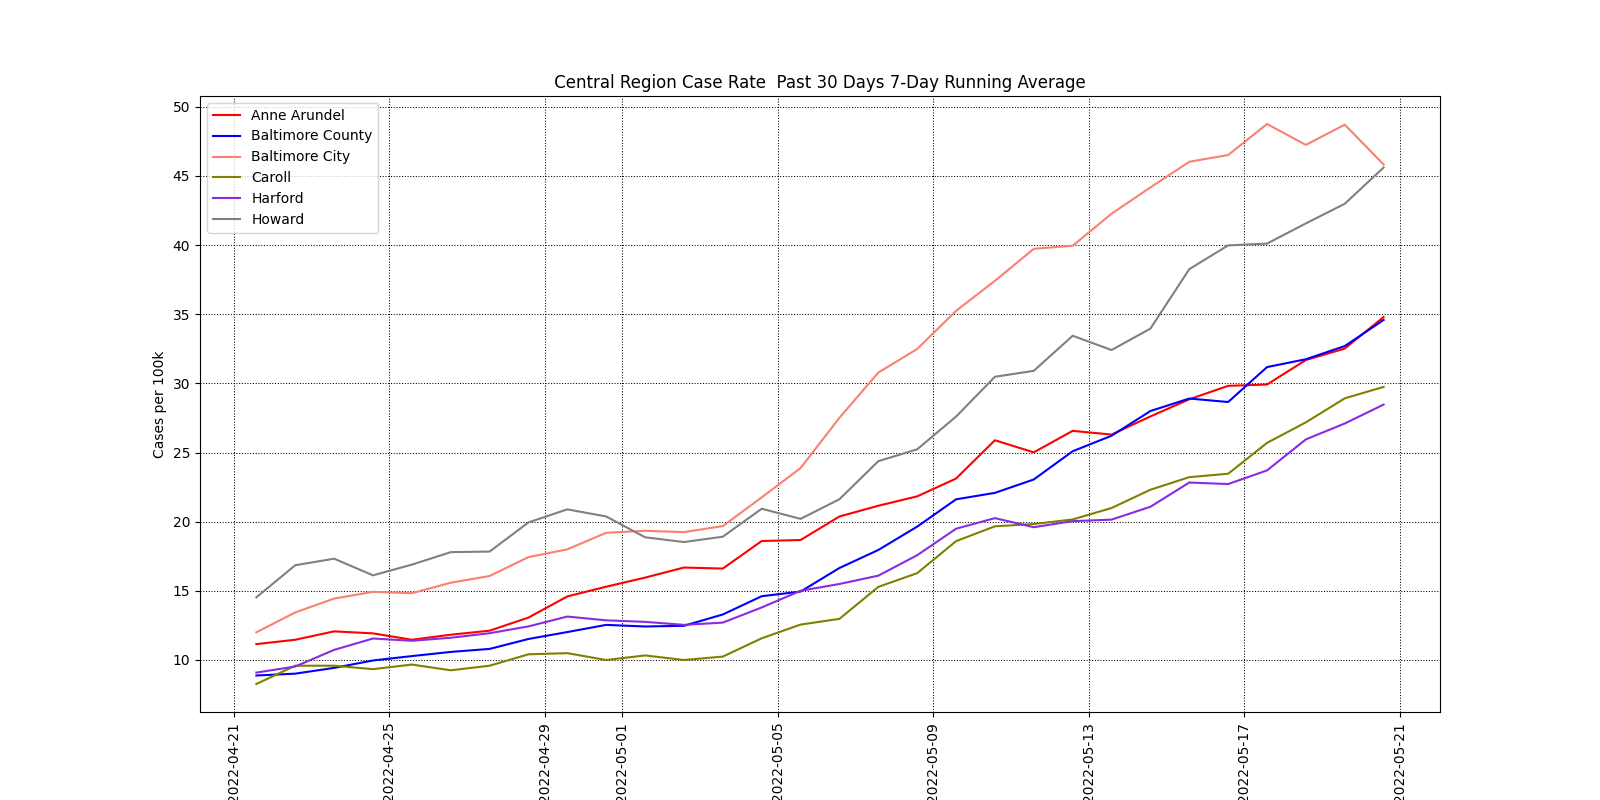 Central Region Case Rate  Past 30 Days 7-Day Running Average
50
45
40
35
30
25
20
15
10
Cases per 100k
Anne Arundel
Baltimore County
Baltimore City
Caroll
Harford
Howard
2022-04-21
2022-04-25
2022-04-29
2022-05-01
2022-05-05
2022-05-09
2022-05-13
2022-05-17
2022-05-21